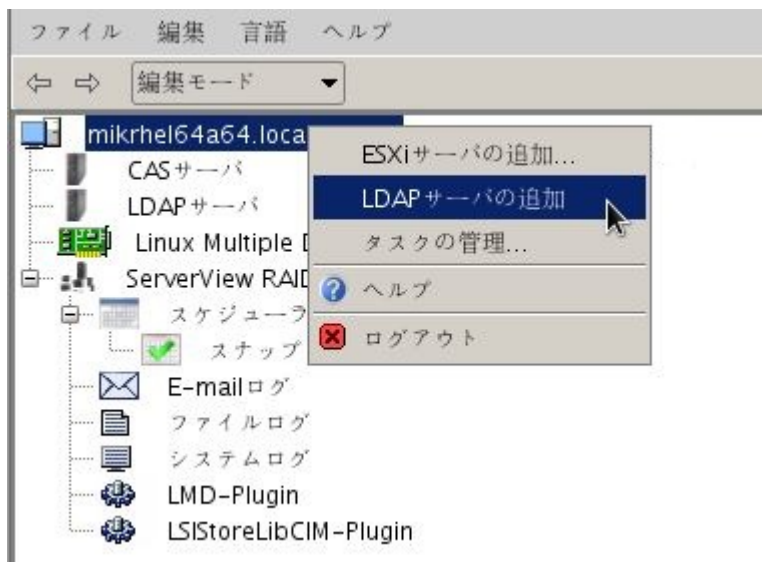 ファイル 編集 言語 ヘルプ
編集モード
mikrhel64a64.loca
ESXiサーバの追加...
CASサーバ
LDAPサーバの追加
LDAPサーバ
タスクの管理...
Linux Multiple
ServerView RAID
ヘルプ
スケジューラ
ログアウト
スナップ
E-mailログ
ファイルログ
システムログ
LMD-Plugin
LSIStoreLibCIM-Plugin